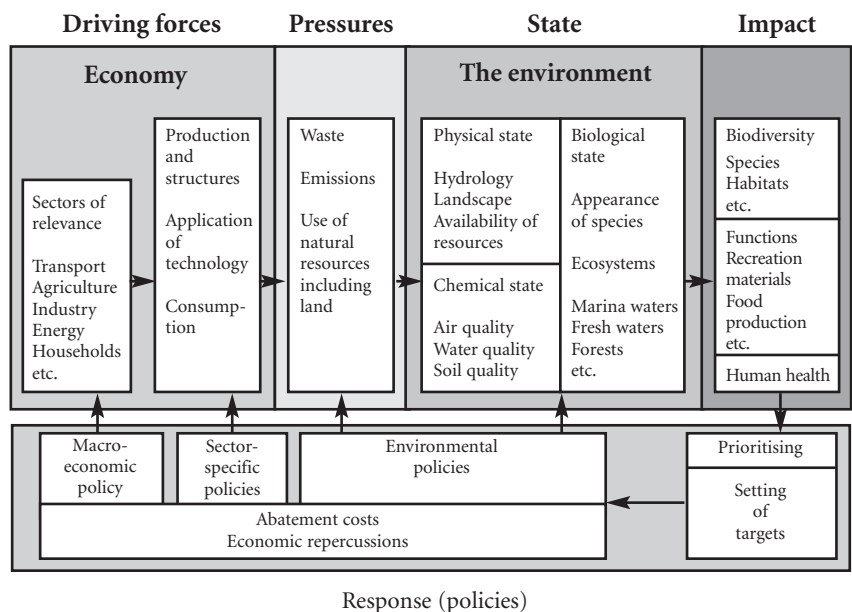 Driving forces
Pressures
State
Impact
Economy
The environment
Sectors of
relevance
Transport
Agriculture
Industry
Energy
Households
etc.
Production
and
structures
Application
of
technology
Consump-
tion
Waste
Emissions
Use of
natural
resources
including
land
Physical state
Hydrology
Landscape
Availability of
resources
Chemical state
Air quality
Water quality
Soil quality
Biological
state
Appearance
of species
Ecosystems
Marina waters
Fresh waters
Forests
etc.
Biodiversity
Species
Habitats
etc.
Functions
Recreation
materials
Food
production
etc.
Human health
Macro-
economic
policy
Sector-
specific
policies
Environmental
policies
Abatement costs
Economic repercussions
Prioritising
Setting
of
targets
Response (policies)